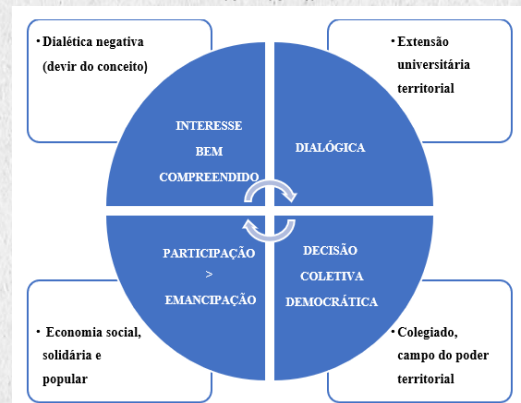 • Dialética negativa
(devir do conceito)
• Extensão
universitária
territorial
INTERESSE
BEM
COMPREENDIDO
DIALÓGICA
PARTICIPAÇÃO
>
EMANCIPAÇÃO
DECISÃO
COLETIVA
DEMOCRÁTICA
• Economia social,
solidária e
popular
• Colegiado,
campo do poder
territorial